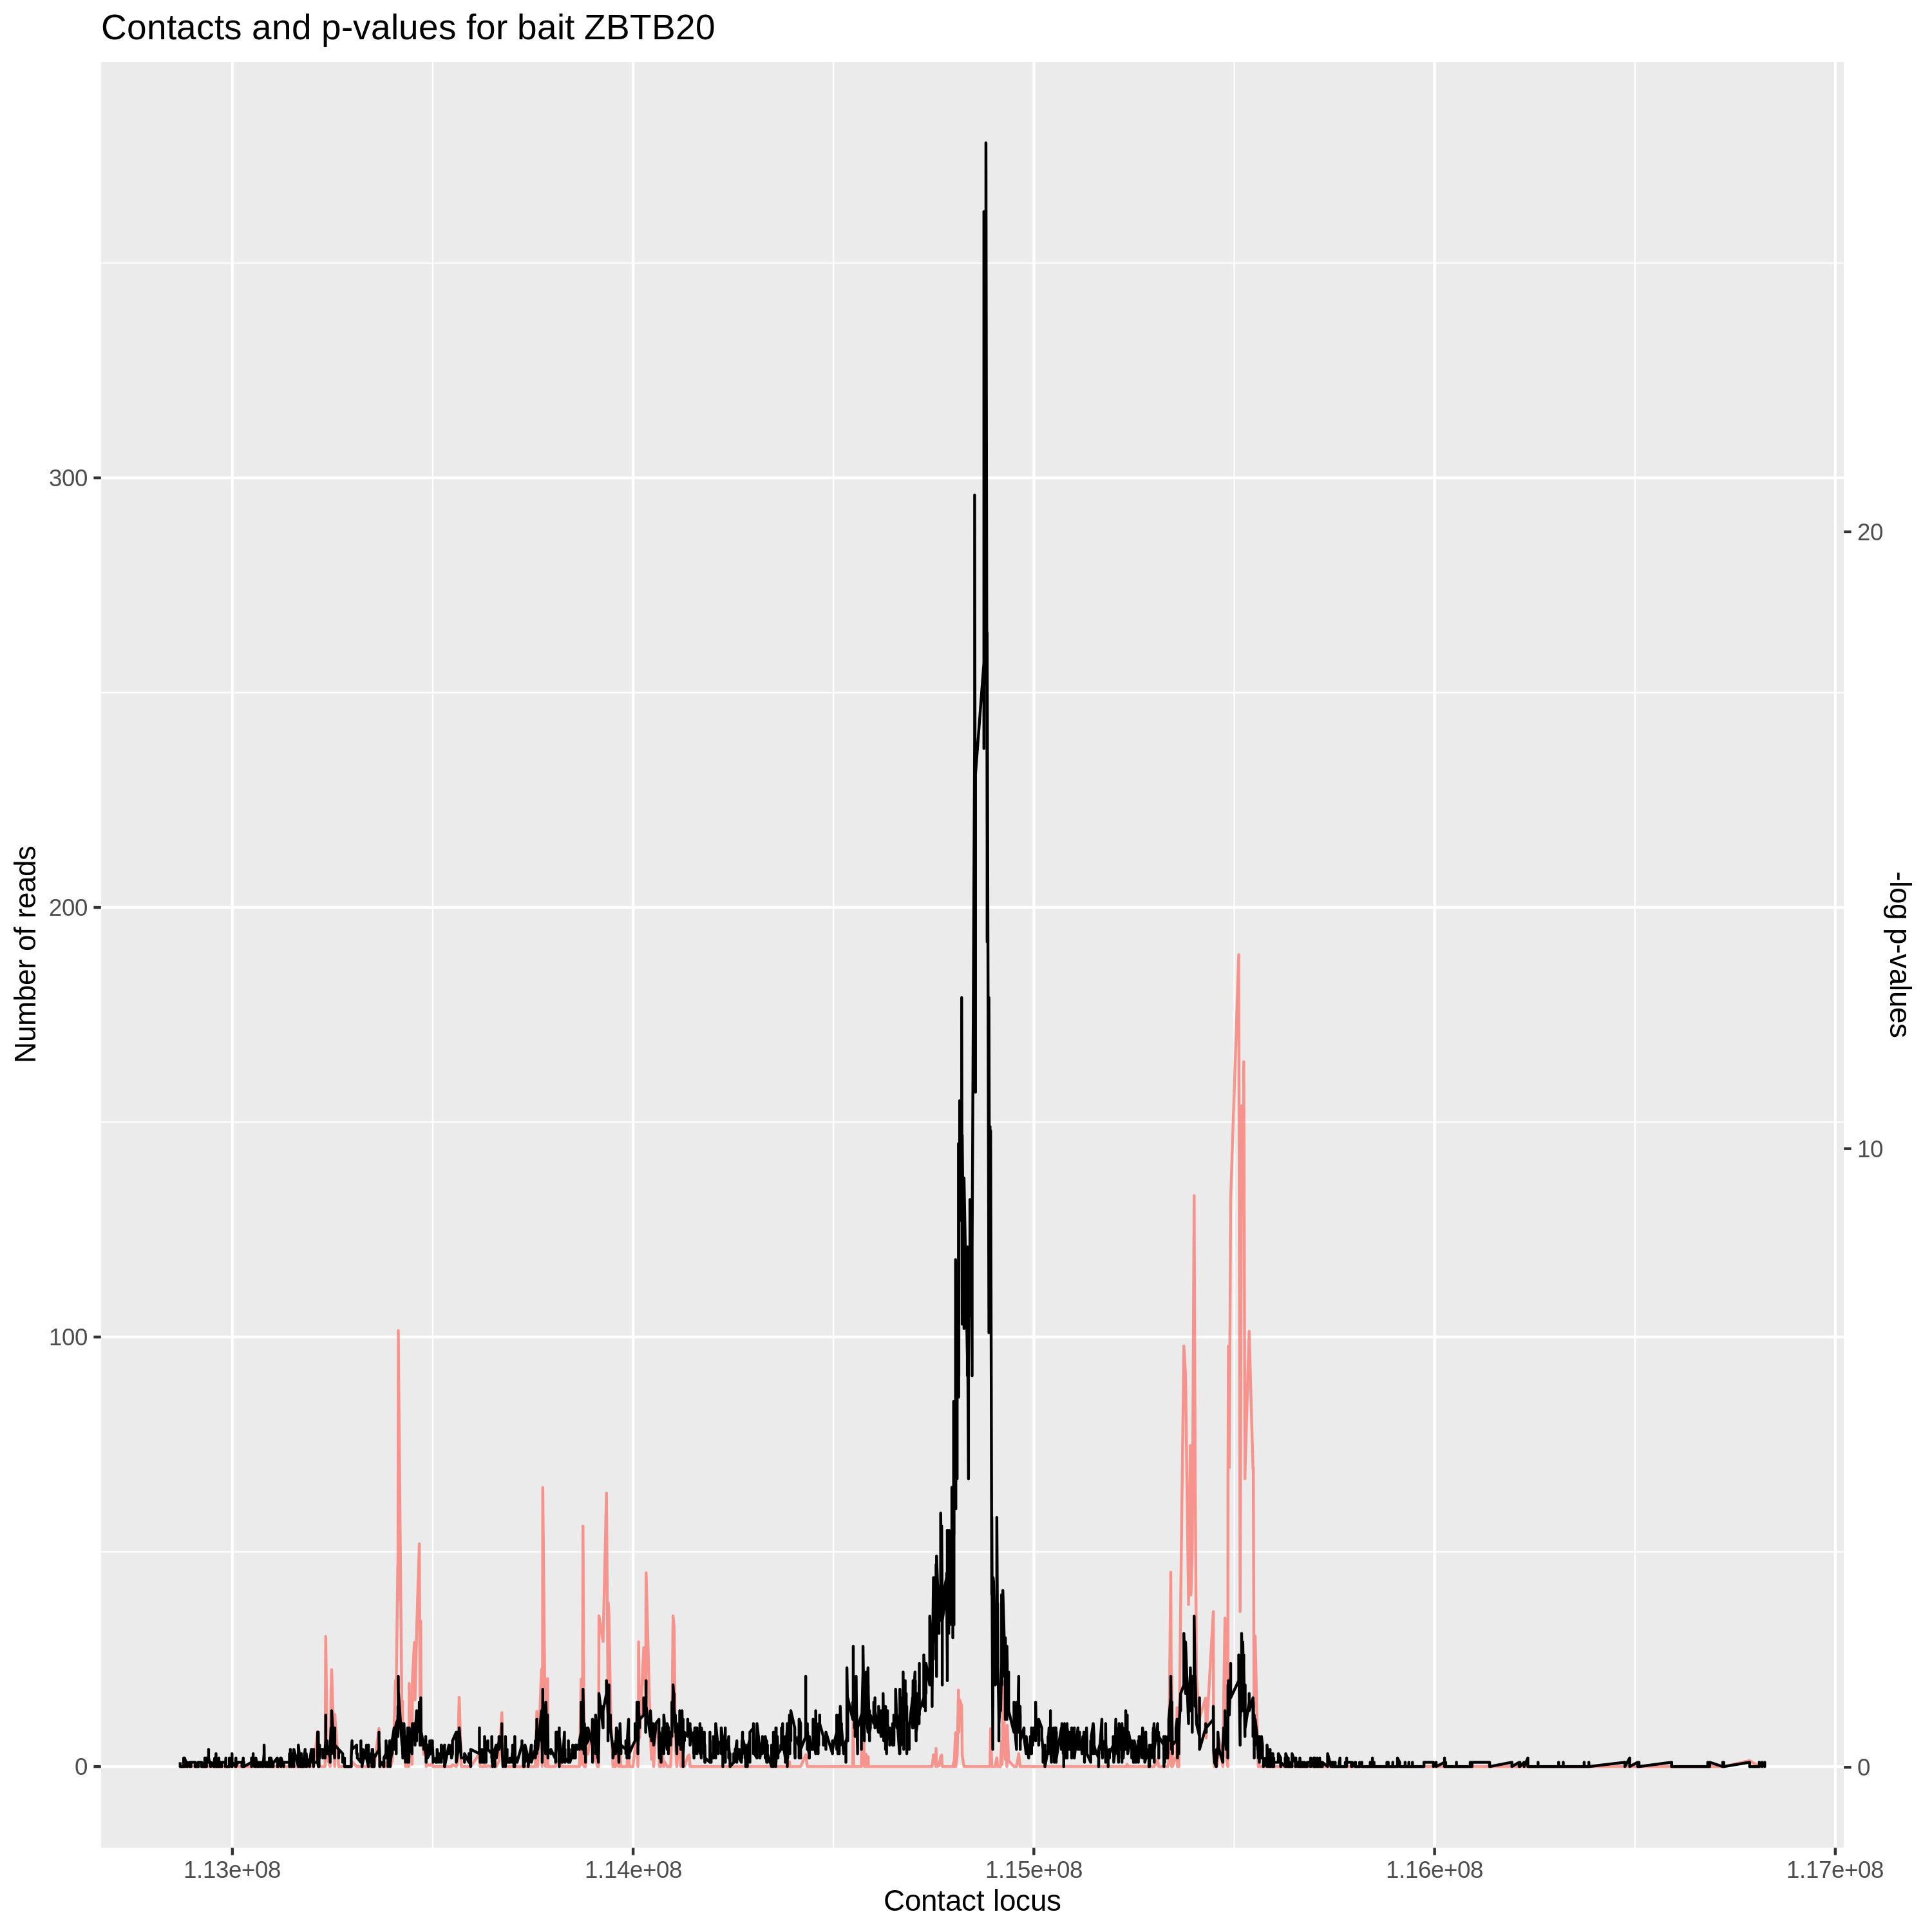 Contacts and p-values for bait ZBTB20
300
200
100
0
Number of reads
20
10
0
-log p-values
1.13e+08
1.14e+08
1.15e+08
1.16e+08
1.17e+08
Contact locus